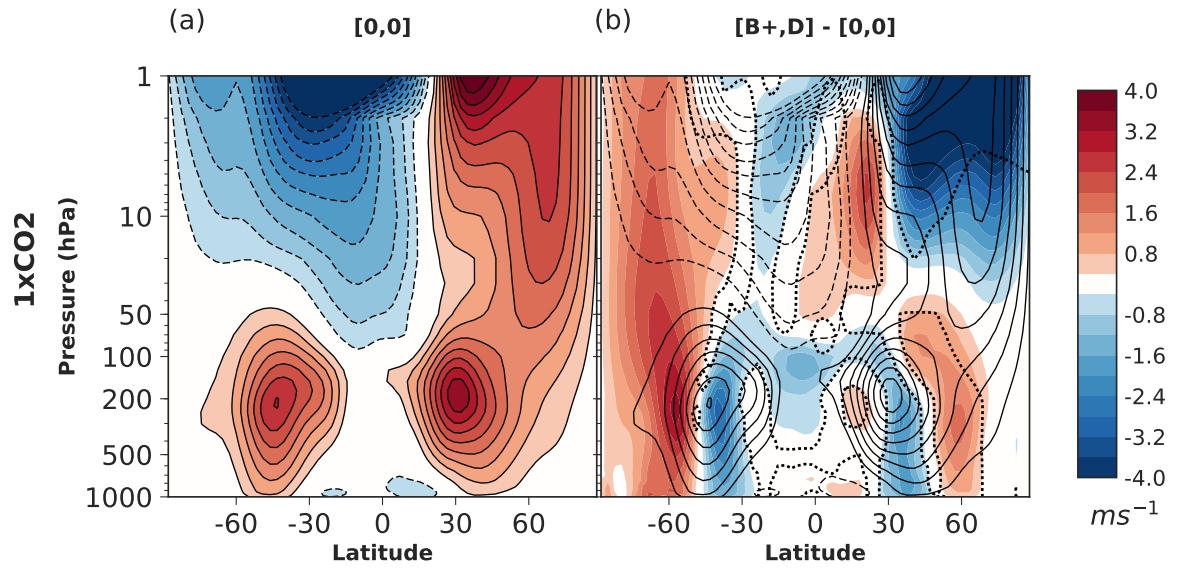 (a) [0,0] (b) [B+,D] - [0,0]
1xCO2
Pressure (hPa)
1
10
50
100
200
500
1000
-60 -30 0 30 60
Latitude
-60 -30 0 30 60
Latitude
4.0
3.2
2.4
1.6
0.8
-0.8
-1.6
-2.4
-3.2
-4.0
ms⁻¹